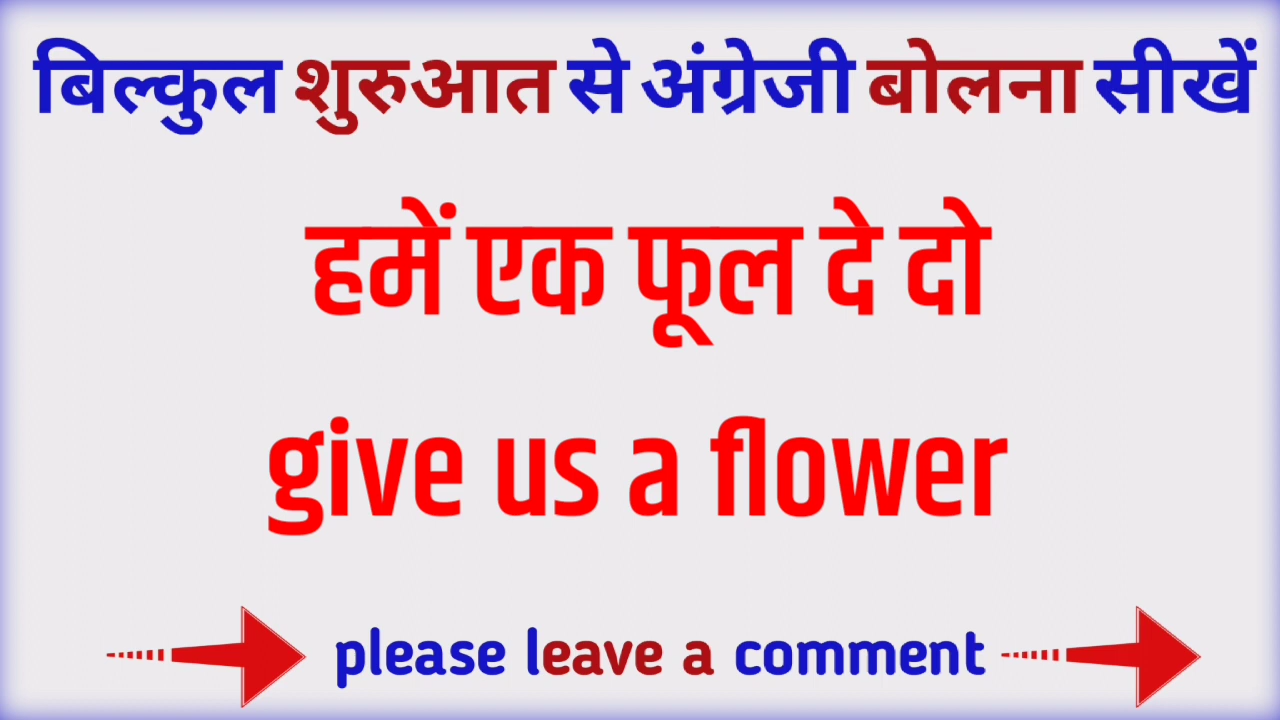 बिल्कुल शुरुआत से अंग्रेजी बोलना सीखें
हमें एक फूल दे दो
give us a flower
please leave a comment